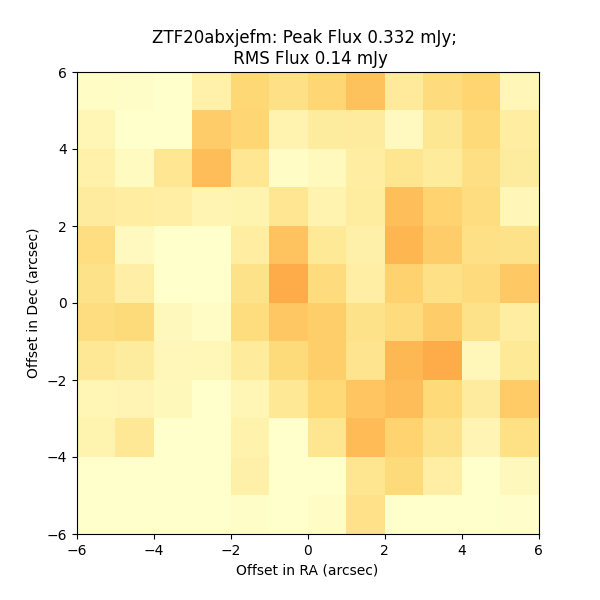 ZTF20abxjefm: Peak Flux 0.332 mJy;
RMS Flux 0.14 mJy
6
4
2
0
−2
−4
−6
Offset in Dec (arcsec)
−6 −4 −2 0 2 4 6
Offset in RA (arcsec)